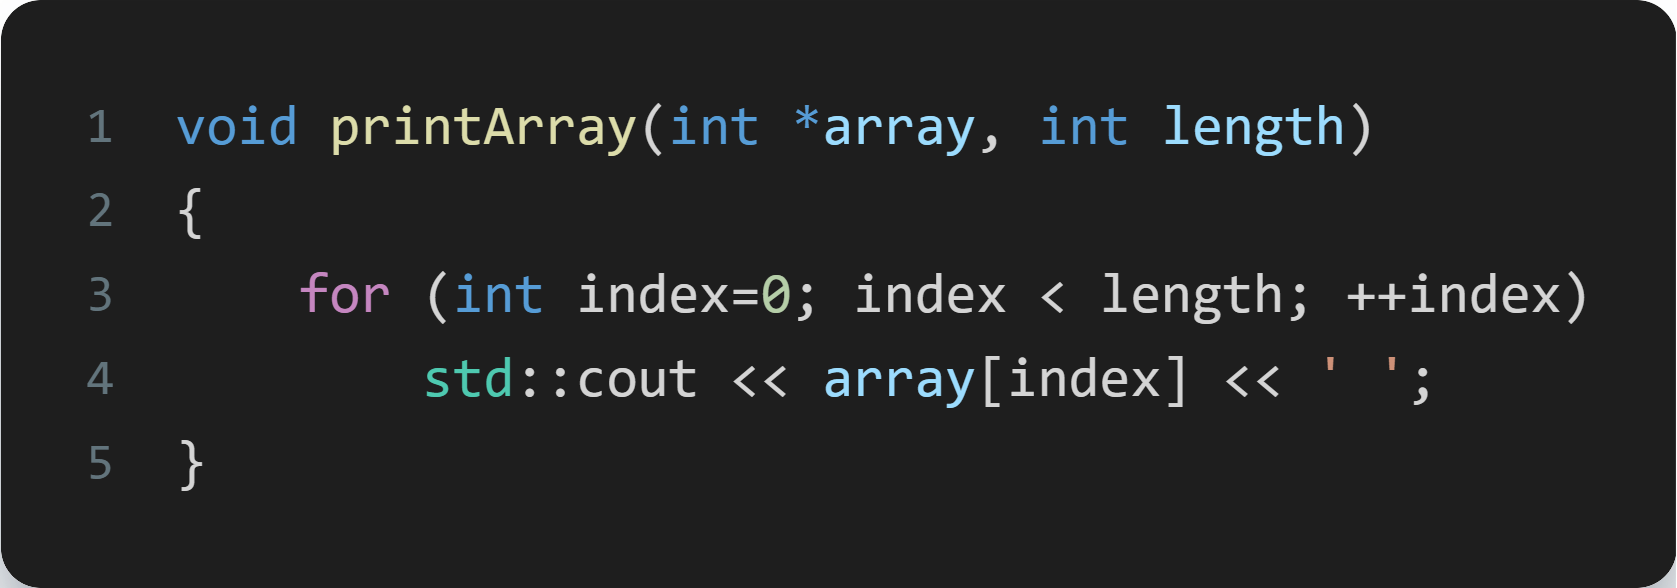 1 void printArray(int *array, int length)
2 {
3     for (int index=0; index < length; ++index)
4         std::cout << array[index] << ' ';
5 }